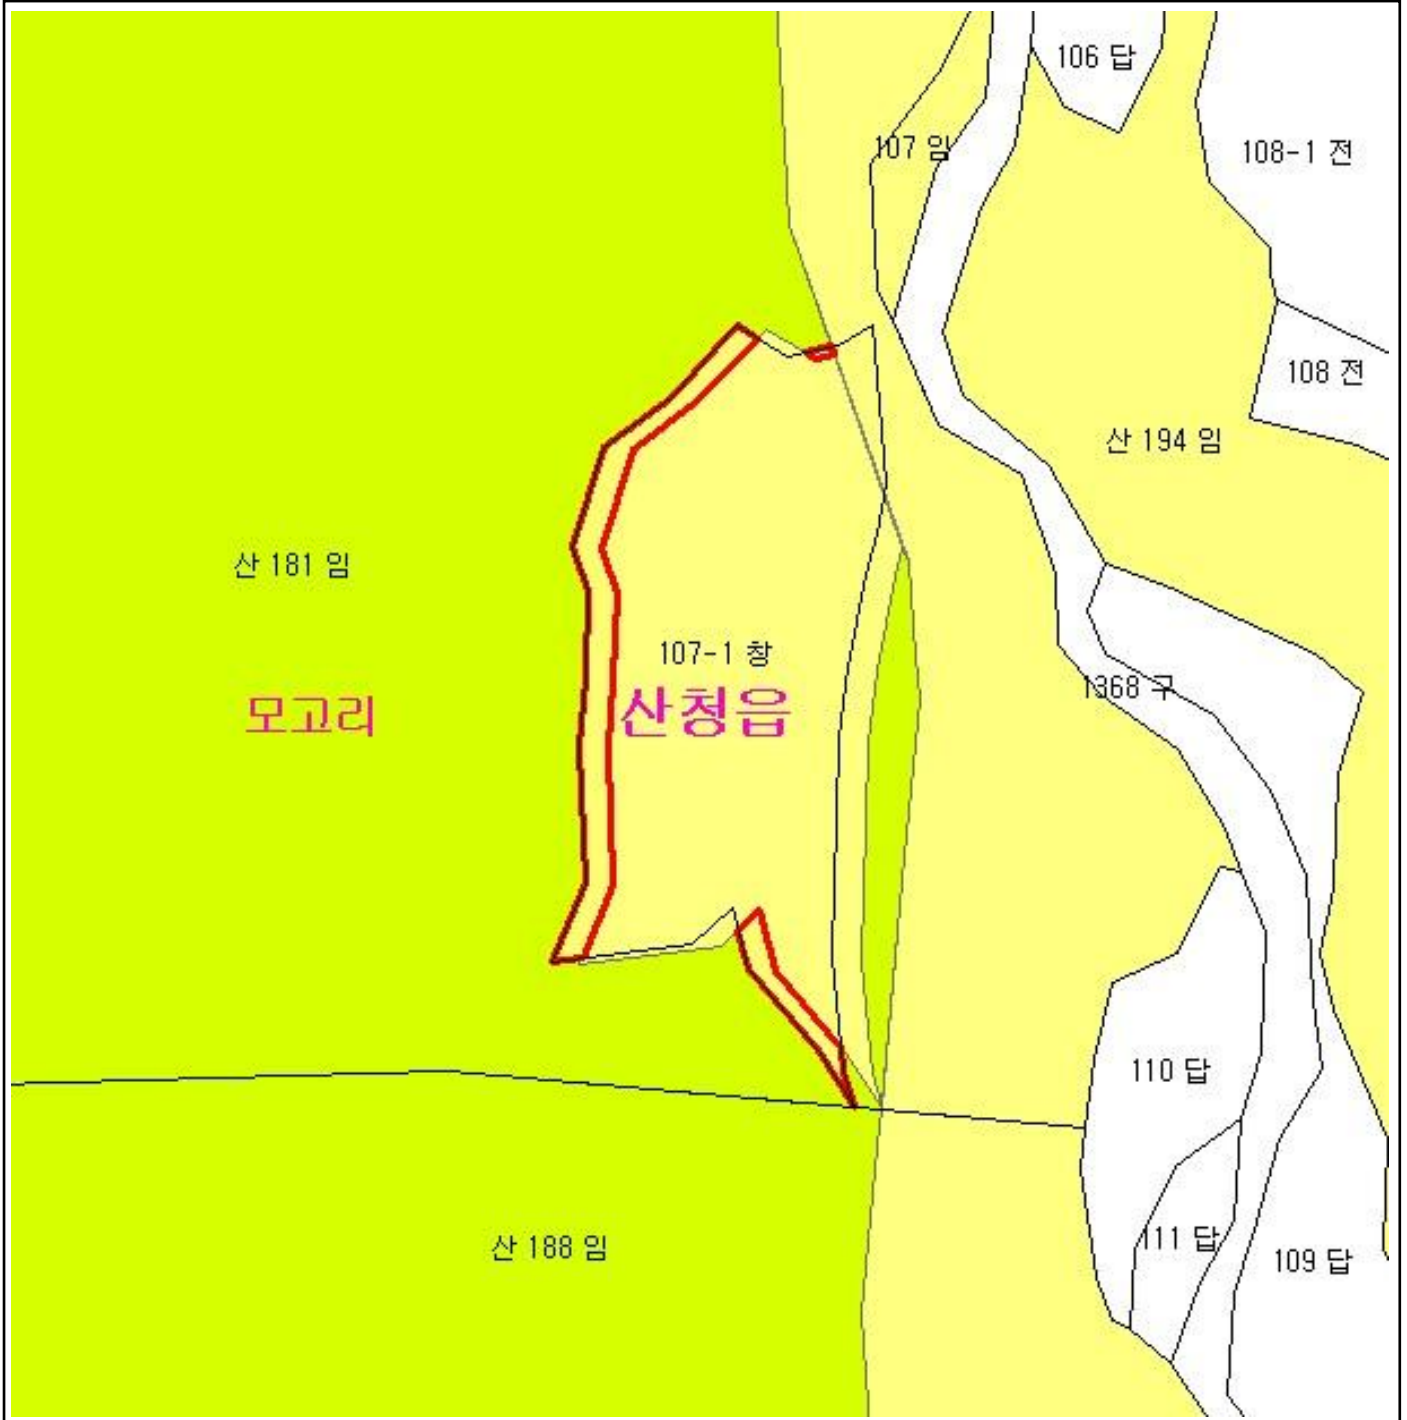 106 답
107 임
108-1 전
108 전
산 194 임
산 181 임
107-1 창
1368 구
모고리
산청읍
110 답
111 답
산 188 임
109 답